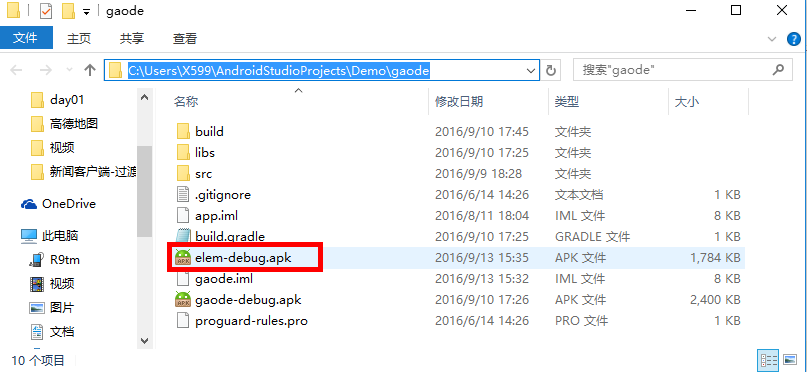 gaode
文件 主页 共享 查看
C:\Users\X599\AndroidStudioProjects\Demo\gaode 搜索"gaode"
day01
高德地图
视频
新闻客户端-过渡
OneDrive
此电脑
R9tm
视频
图片
文档
名称 修改日期 类型 大小
build 2016/9/10 17:45 文件夹
libs 2016/9/10 17:25 文件夹
src 2016/9/9 18:28 文件夹
.gitignore 2016/6/14 14:26 文本文档 1 KB
app.iml 2016/8/11 18:04 IML 文件 8 KB
build.gradle 2016/9/10 17:25 GRADLE 文件 1 KB
elem-debug.apk 2016/9/13 15:35 APK 文件 1,784 KB
gaode.iml 2016/9/13 15:32 IML 文件 8 KB
gaode-debug.apk 2016/9/10 17:26 APK 文件 2,400 KB
proguard-rules.pro 2016/6/14 14:26 PRO 文件 1 KB
10 个项目